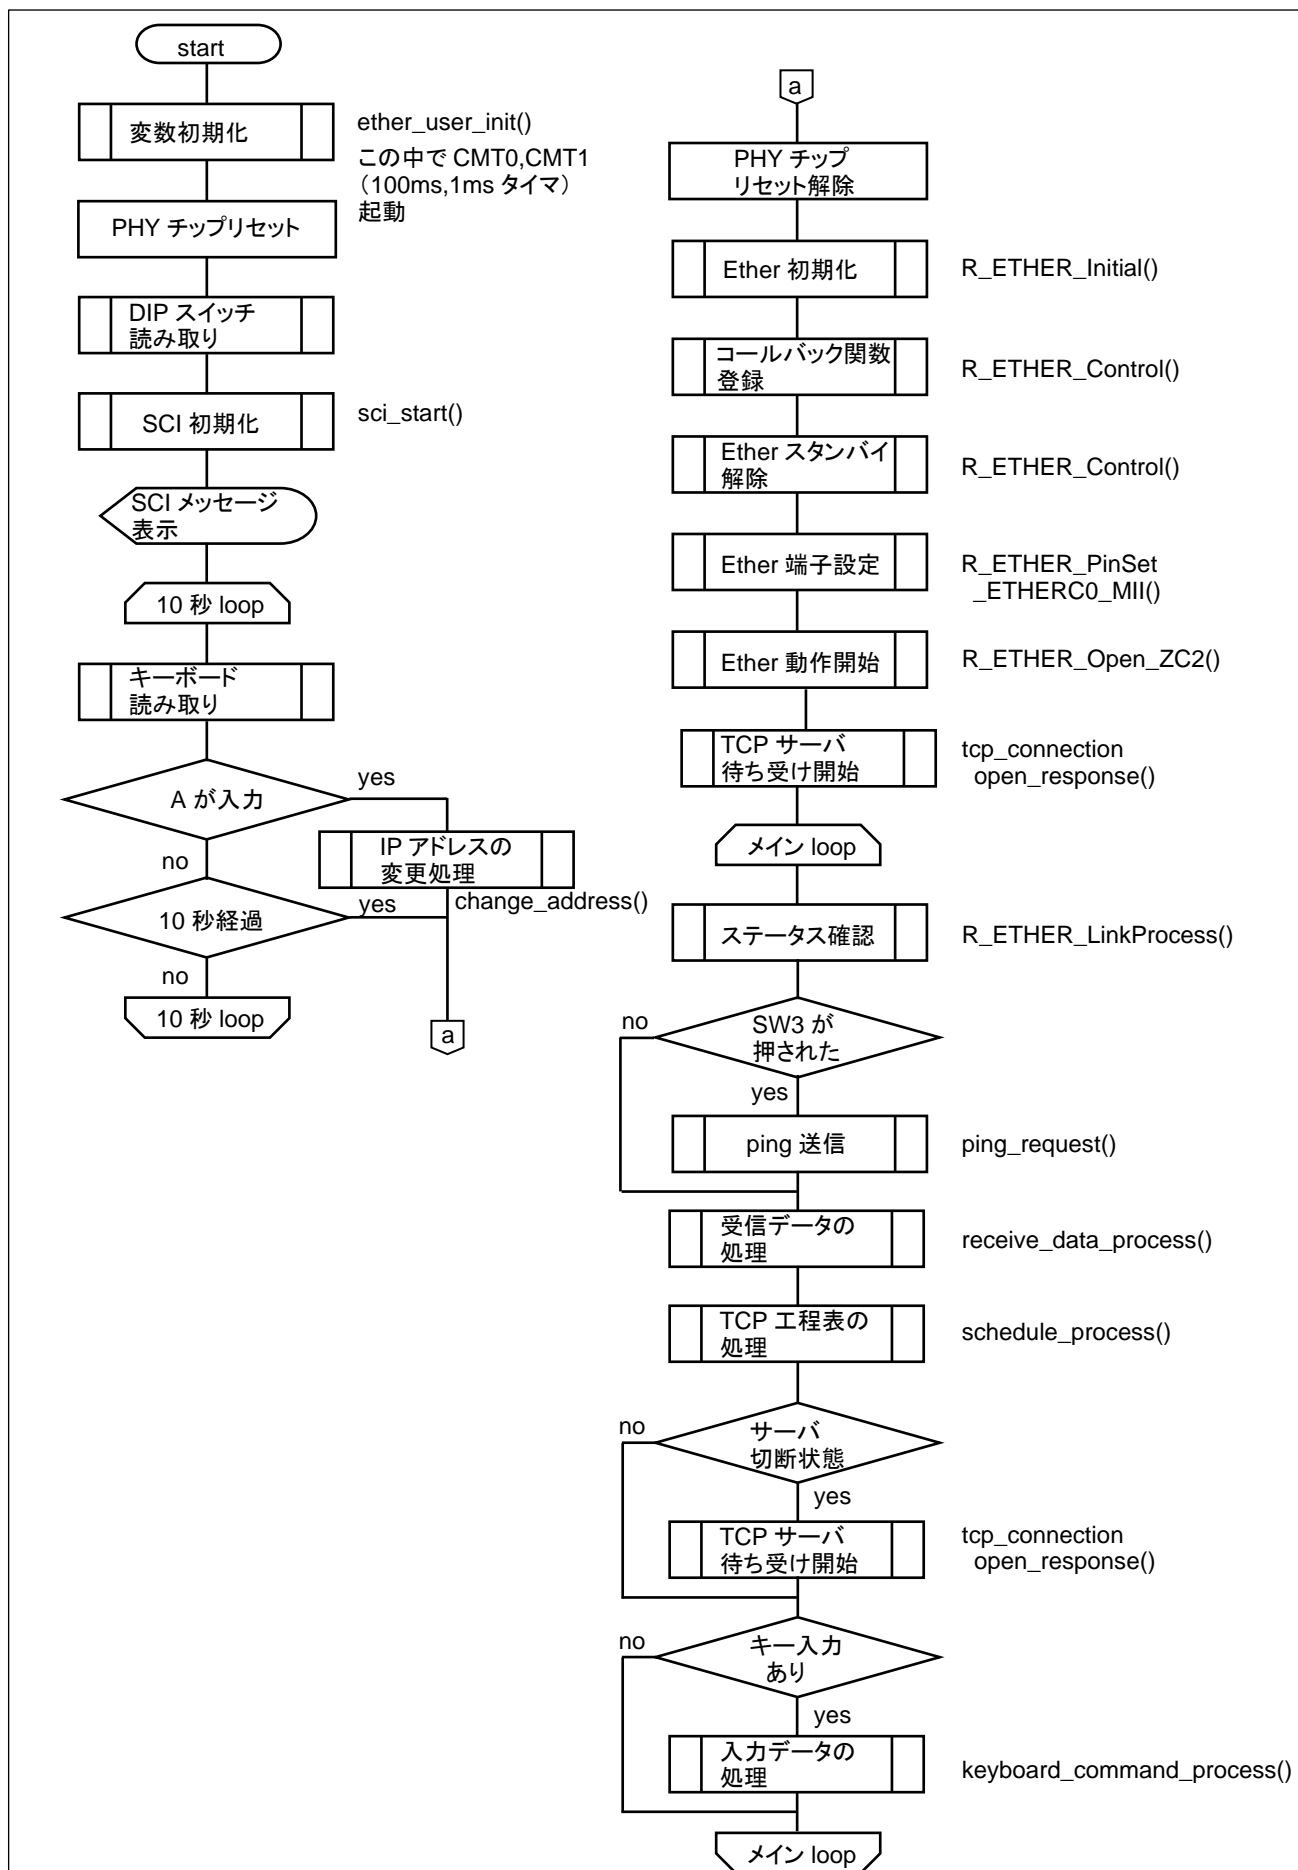 start
変数初期化
ether_user_init()
この中で CMT0,CMT1
（100ms,1ms タイマ）
起動
PHY チップリセット
DIP スイッチ
読み取り
SCI 初期化
sci_start()
SCI メッセージ
表示
10 秒 loop
キーボード
読み取り
A が入力
yes
no
IP アドレスの
変更処理
change_address()
10 秒経過
yes
no
10 秒 loop
a
a
PHY チップ
リセット解除
Ether 初期化
R_ETHER_Initial()
コールバック関数
登録
R_ETHER_Control()
Ether スタンバイ
解除
R_ETHER_Control()
Ether 端子設定
R_ETHER_PinSet
_ETHERC0_MII()
Ether 動作開始
R_ETHER_Open_ZC2()
TCP サーバ
待ち受け開始
tcp_connection
open_response()
メイン loop
ステータス確認
R_ETHER_LinkProcess()
SW3 が
押された
no
yes
ping 送信
ping_request()
受信データの
処理
receive_data_process()
TCP 工程表の
処理
schedule_process()
サーバ
切断状態
no
yes
TCP サーバ
待ち受け開始
tcp_connection
open_response()
キー入力
あり
no
yes
入力データの
処理
keyboard_command_process()
メイン loop